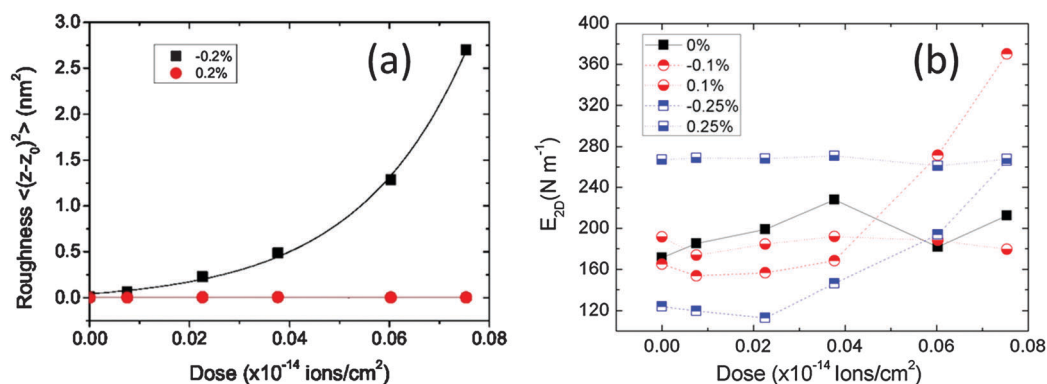 (a)
-0.2%
0.2%
Roughness <(z-z₀)²> (nm²)
3.0
2.5
2.0
1.5
1.0
0.5
0.0
0.00 0.02 0.04 0.06 0.08
Dose (x10⁻¹⁴ ions/cm²)
(b)
0%
-0.1%
0.1%
-0.25%
0.25%
E₂D(N m⁻¹)
400
360
320
280
240
200
160
120
0.00 0.02 0.04 0.06 0.08
Dose (x10⁻¹⁴ ions/cm²)